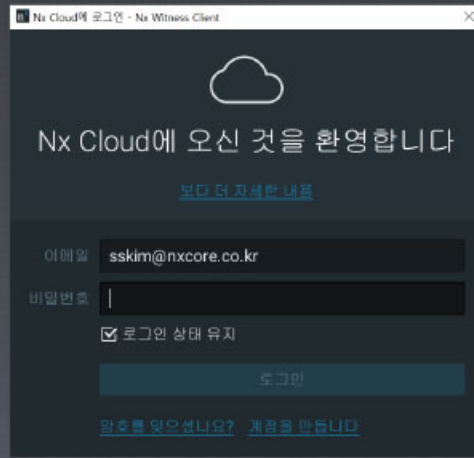 Nx Cloud에 로그인 - Nx Witness Client
Nx Cloud에 오신 것을 환영합니다
보다 더 자세한 내용
이메일 sskim@nxcore.co.kr
비밀번호
로그인 상태 유지
로그인
암호를 잊으셨나요? 계정을 만듭니다